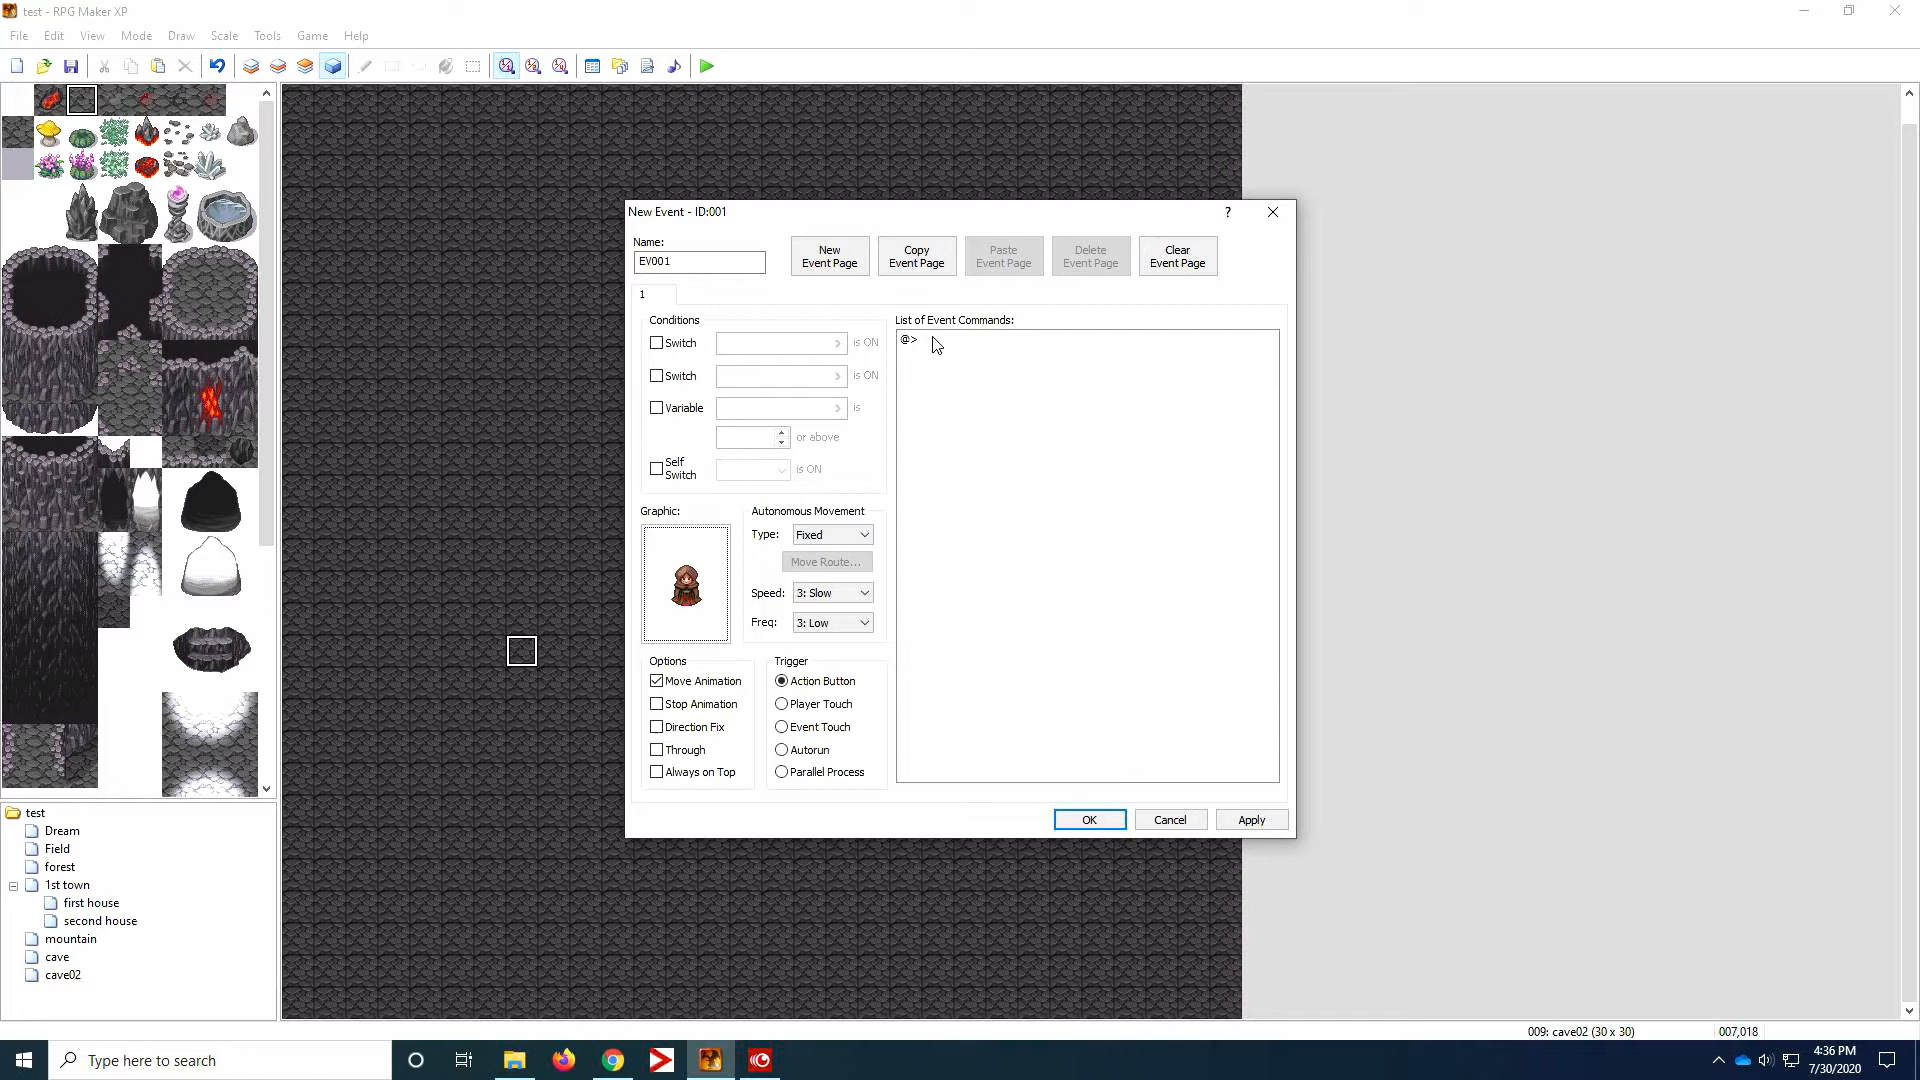 test - RPG Maker XP
File Edit View Mode Draw Scale Tools Game Help
New Event - ID:001
?
Name:
EV001
New Event Page
Copy Event Page
Paste Event Page
Delete Event Page
Clear Event Page
1
Conditions
Switch is ON
Switch is ON
Variable is
or above
Self Switch is ON
Graphic:
Autonomous Movement
Type: Fixed
Move Route...
Speed: 3: Slow
Freq: 3: Low
Options
Move Animation
Stop Animation
Direction Fix
Through
Always on Top
Trigger
Action Button
Player Touch
Event Touch
Autorun
Parallel Process
List of Event Commands:
@>
OK Cancel Apply
test
Dream
Field
forest
1st town
first house
second house
mountain
cave
cave02
009: cave02 (30 x 30) 007,018
Type here to search
4:36 PM
7/30/2020